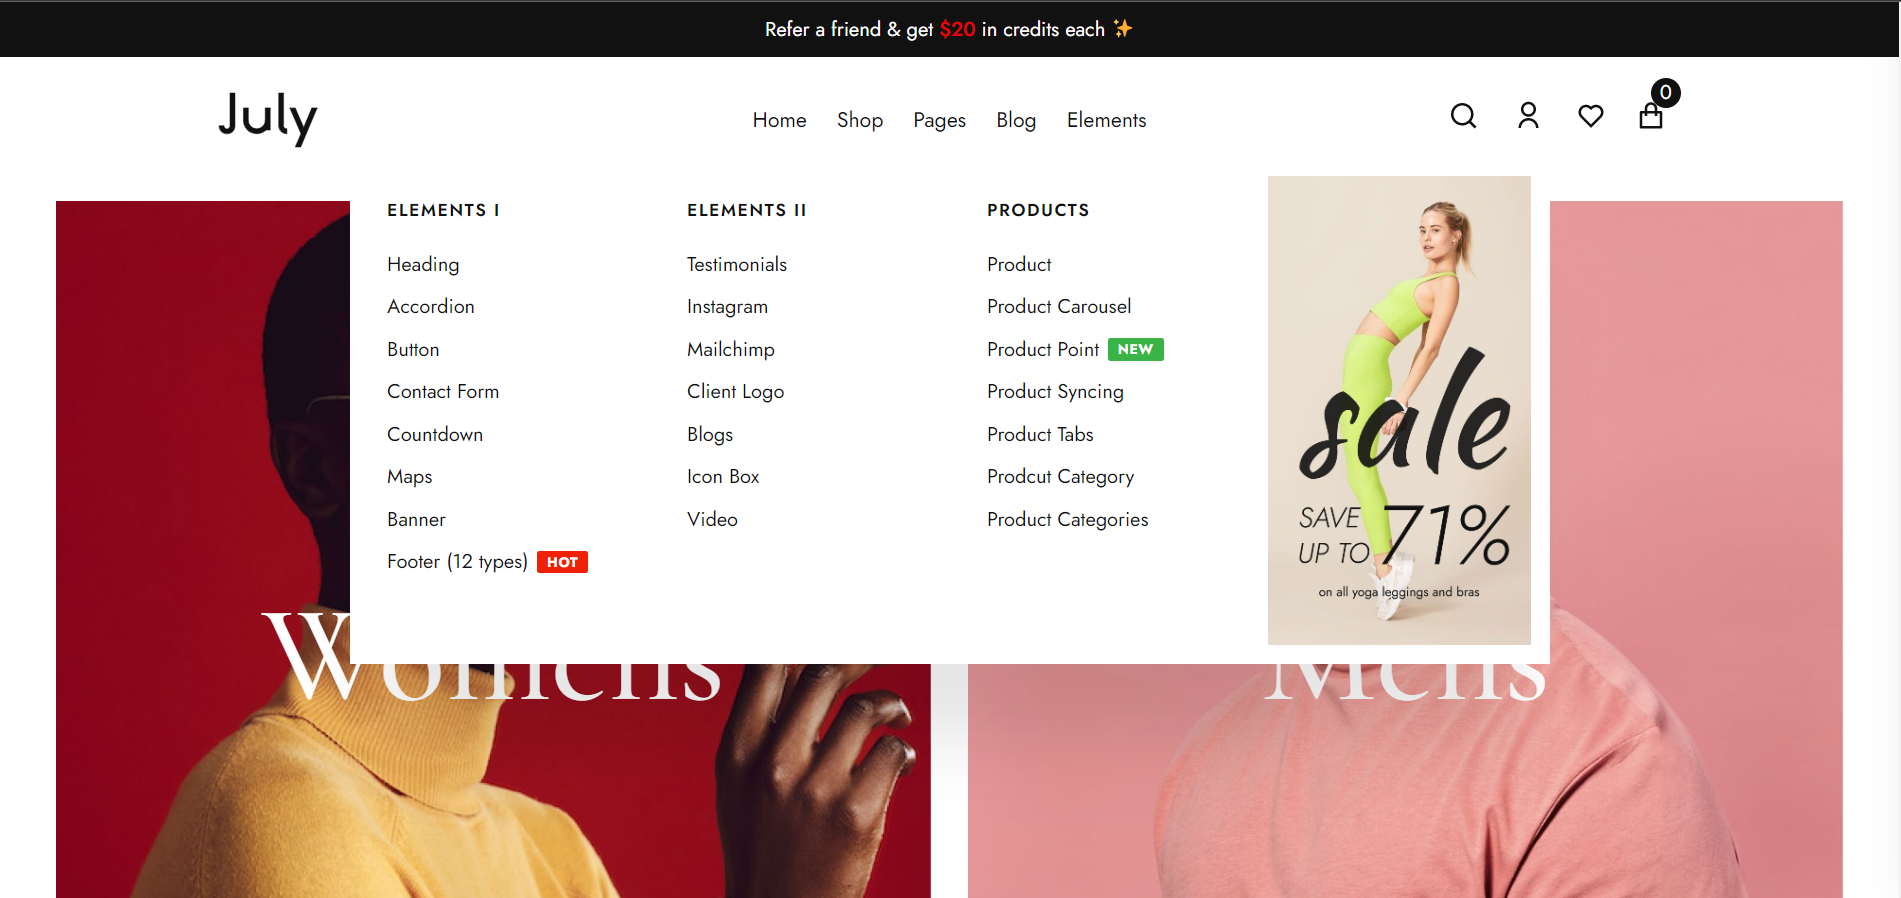 Refer a friend & get $20 in credits each ✨
July
Home Shop Pages Blog Elements
0
ELEMENTS I
Heading
Accordion
Button
Contact Form
Countdown
Maps
Banner
Footer (12 types) HOT
ELEMENTS II
Testimonials
Instagram
Mailchimp
Client Logo
Blogs
Icon Box
Video
PRODUCTS
Product
Product Carousel
Product Point NEW
Product Syncing
Product Tabs
Prodcut Category
Product Categories
sale
SAVE UP TO 71%
on all yoga leggings and bras
Womens
Mens